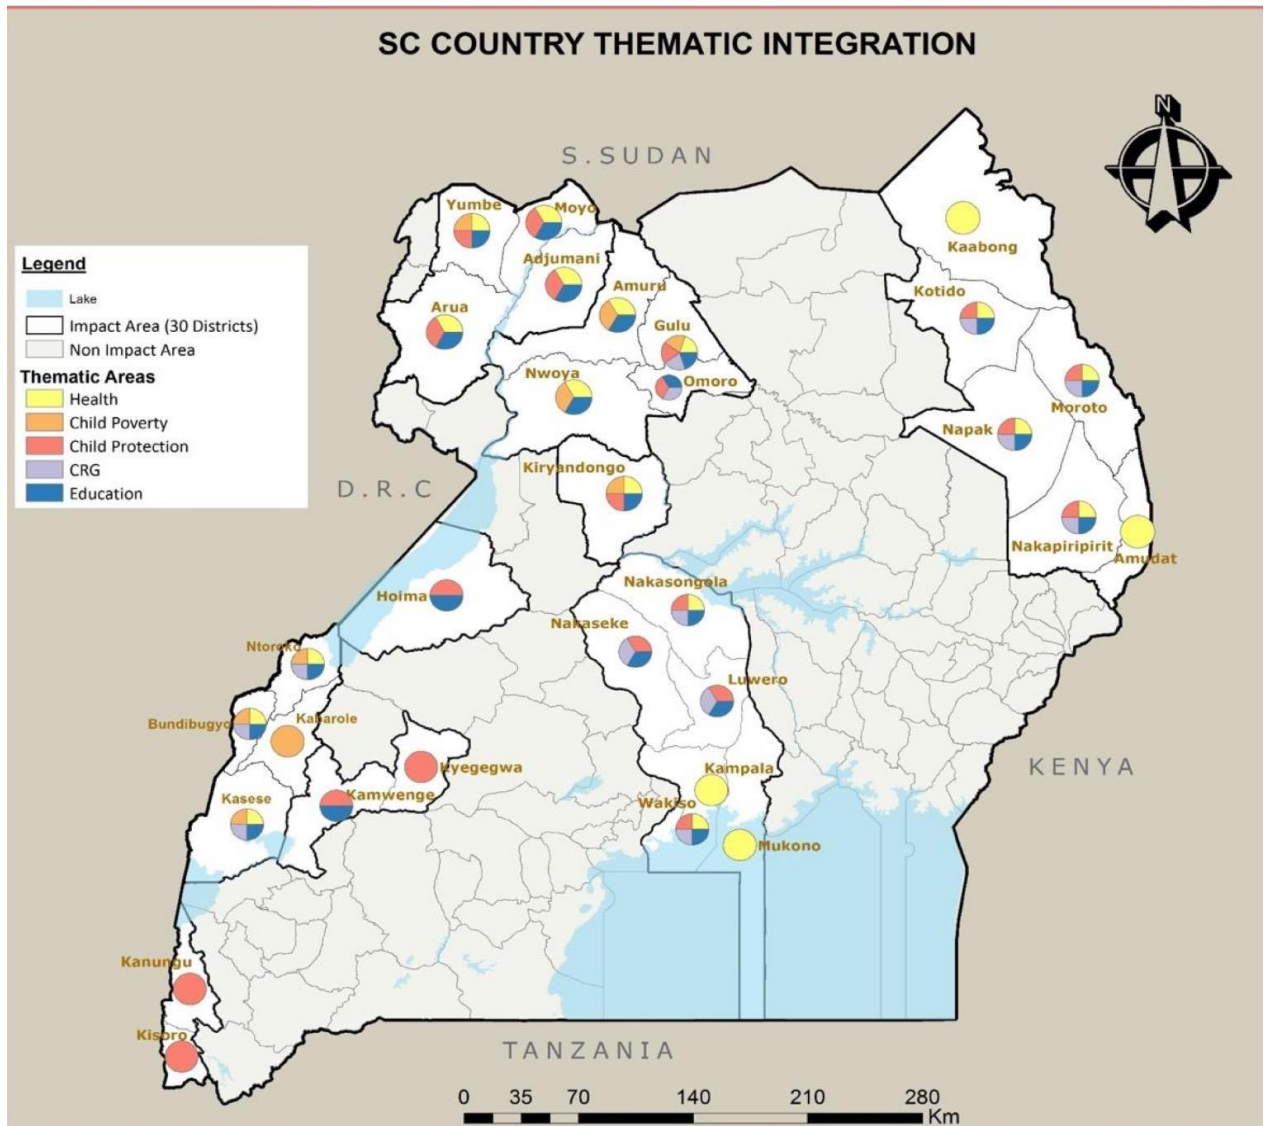 SC COUNTRY THEMATIC INTEGRATION
N
S.SUDAN
Yumbe
Moyo
Kaabong
Adjumani
Legend
Lake
Impact Area (30 Districts)
Non Impact Area
Thematic Areas
Health
Child Poverty
Child Protection
CRG
Education
Amuru
Kotido
Arua
Gulu
Nwoya
Omoro
Moroto
Napak
Kiryandongo
D.R.C
Nakapiripirit
Amudat
Nakasongola
Hoima
Nakaseke
Ntoroko
Luwero
Bundibugyo
Kabarole
Kyegegwa
Kampala
KENYA
Kamwenge
Kasese
Wakiso
Mukono
Kanungu
Kisoro
TANZANIA
0 35 70 140 210 280
Km